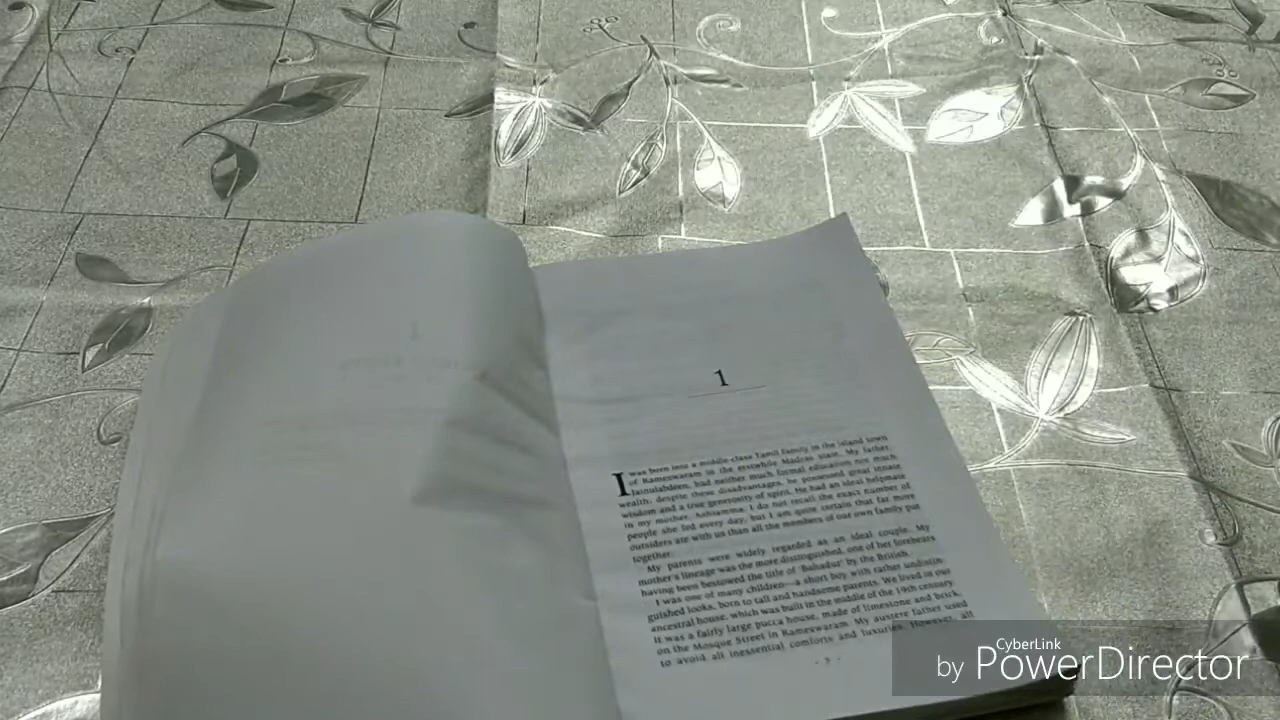 1
I was born into a middle-class Tamil family in the island town
of Rameswaram in the erstwhile Madras state. My father,
Jainulabdeen, had neither much formal education nor much
wealth; despite these disadvantages, he possessed great innate
wisdom and a true generosity of spirit. He had an ideal helpmate
in my mother, Ashiamma. I do not recall the exact number of
people she fed every day, but I am quite certain that far more
outsiders ate with us than all the members of our own family put
together.
My parents were widely regarded as an ideal couple. My
mother's lineage was the more distinguished, one of her forebears
having been bestowed the title of 'Bahadur' by the British.
I was one of many children—a short boy with rather undistin-
guished looks, born to tall and handsome parents. We lived in our
ancestral house, which was built in the middle of the 19th century.
It was a fairly large pucca house, made of limestone and brick,
on the Mosque Street in Rameswaram. My austere father used
to avoid all inessential comforts and luxuries. However, all
- 3 -
CyberLink
by PowerDirector